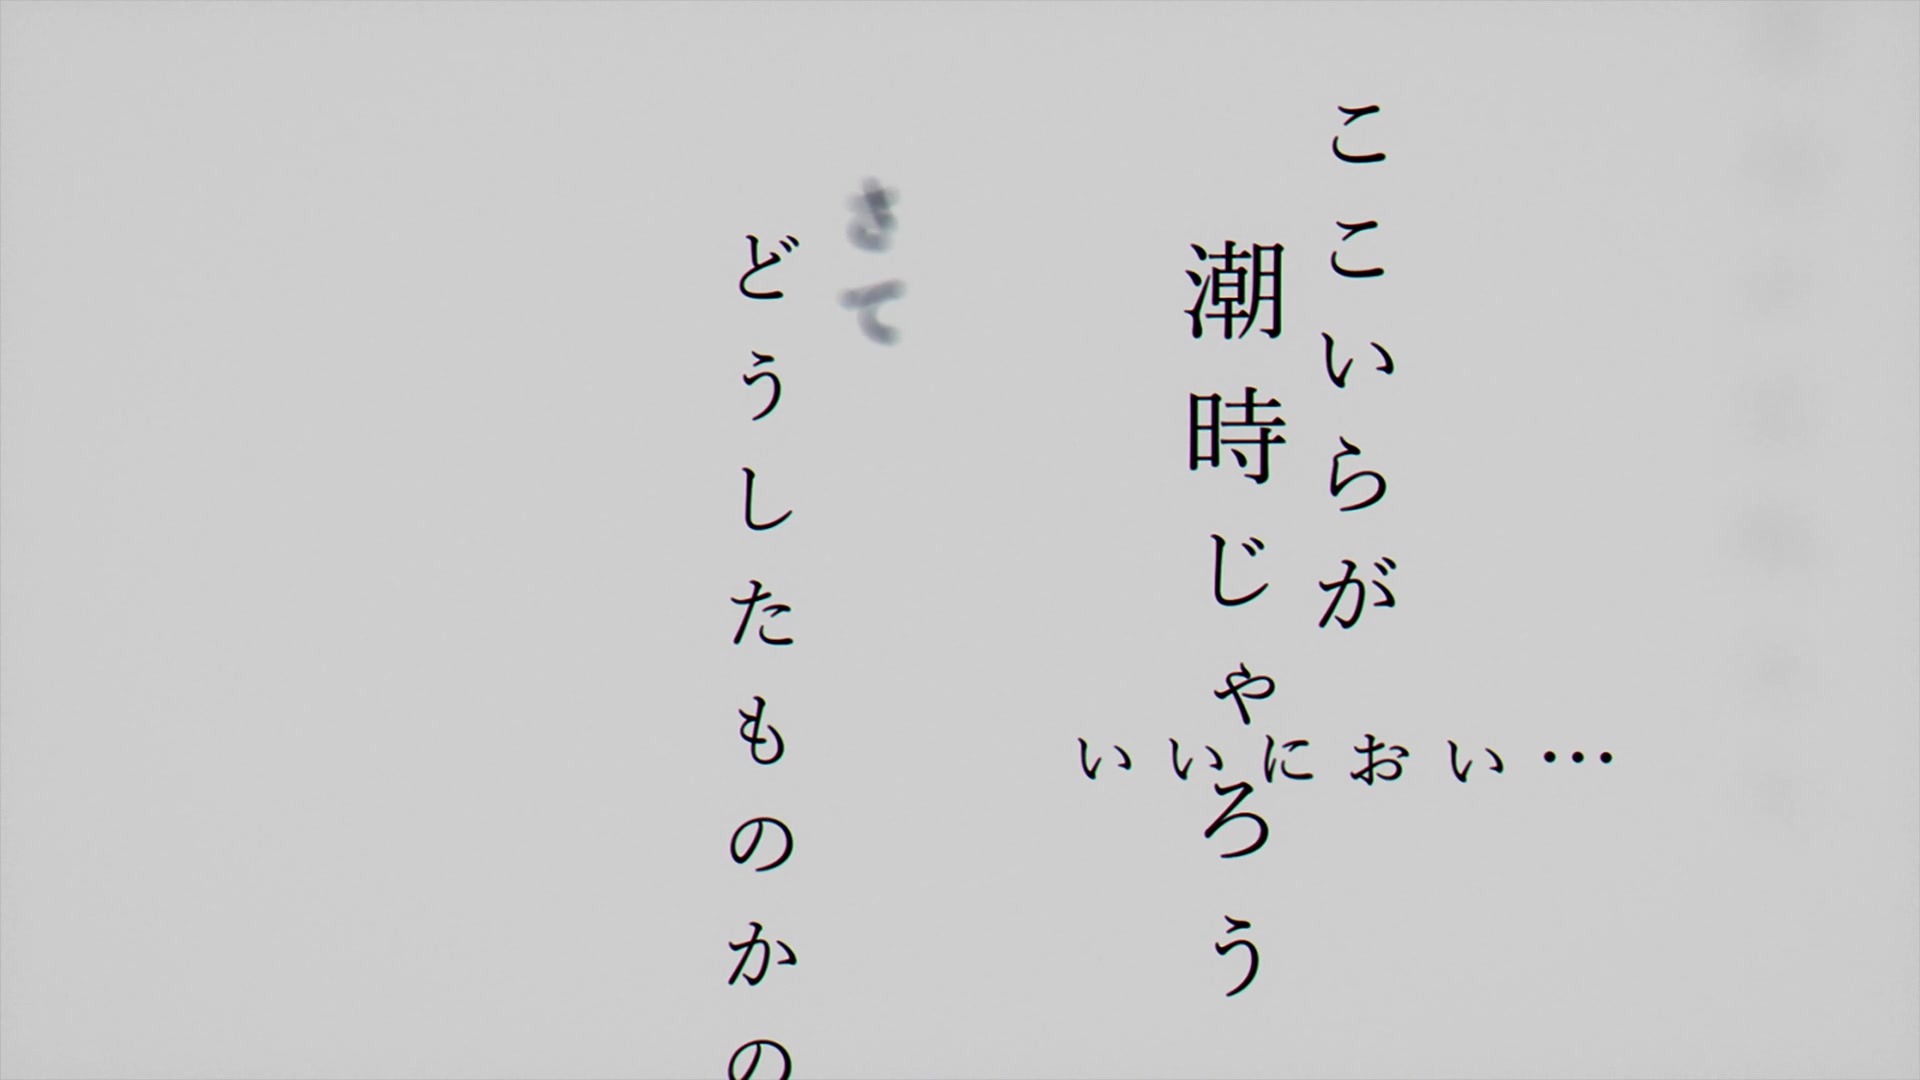 ここいらが
潮時じゃろう
さて
どうしたものかの
いいにおい…